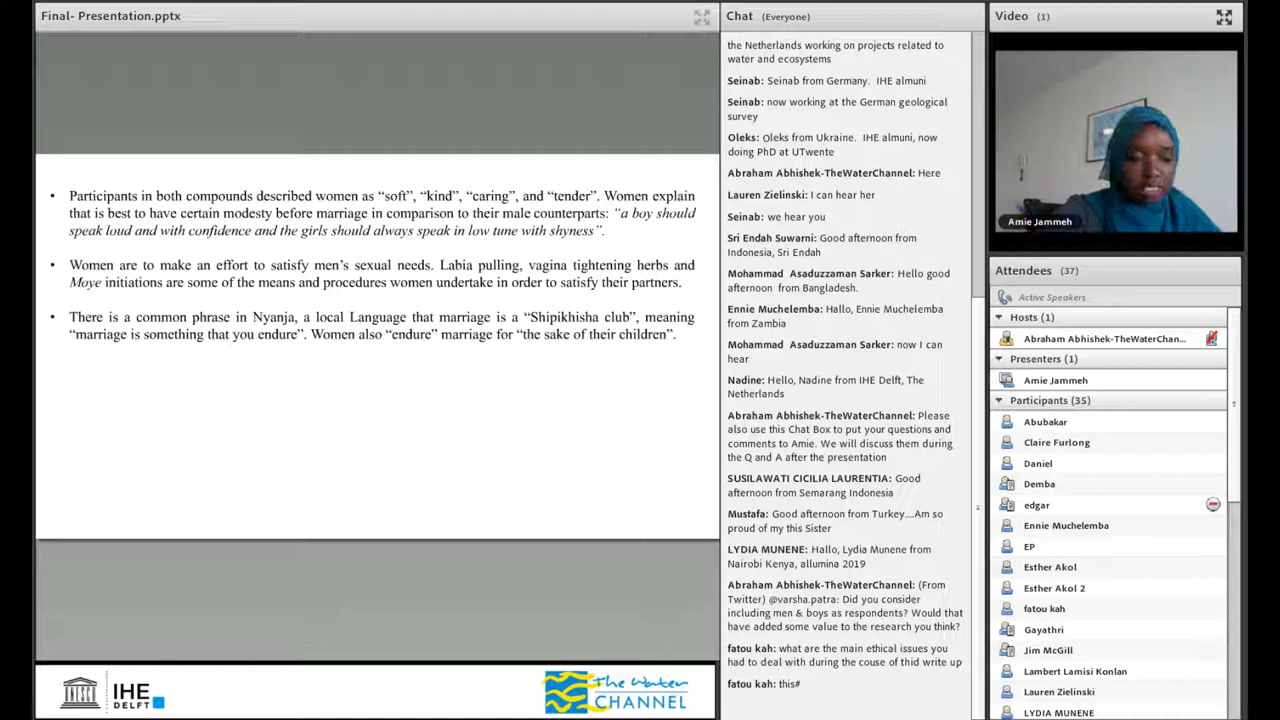 Final- Presentation.pptx
• Participants in both compounds described women as “soft”, “kind”, “caring”, and “tender”. Women explain
that is best to have certain modesty before marriage in comparison to their male counterparts: “a boy should
speak loud and with confidence and the girls should always speak in low tune with shyness”.
• Women are to make an effort to satisfy men’s sexual needs. Labia pulling, vagina tightening herbs and
Moye initiations are some of the means and procedures women undertake in order to satisfy their partners.
• There is a common phrase in Nyanja, a local Language that marriage is a “Shipikhisha club”, meaning
“marriage is something that you endure”. Women also “endure” marriage for “the sake of their children”.
UNESCO
IHE
DELFT
The Water
CHANNEL
Chat (Everyone)
the Netherlands working on projects related to
water and ecosystems
Seinab: Seinab from Germany. IHE almuni
Seinab: now working at the German geological
survey
Oleks: Oleks from Ukraine. IHE almuni, now
doing PhD at UTwente
Abraham Abhishek-TheWaterChannel: Here
Lauren Zielinski: I can hear her
Seinab: we hear you
Sri Endah Suwarni: Good afternoon from
Indonesia, Sri Endah
Mohammad Asaduzzaman Sarker: Hello good
afternoon from Bangladesh.
Ennie Muchelemba: Hallo, Ennie Muchelemba
from Zambia
Mohammad Asaduzzaman Sarker: now I can
hear
Nadine: Hello, Nadine from IHE Delft, The
Netherlands
Abraham Abhishek-TheWaterChannel: Please
also use this Chat Box to put your questions and
comments to Amie. We will discuss them during
the Q and A after the presentation
SUSILAWATI CICILIA LAURENTIA: Good
afternoon from Semarang Indonesia
Mustafa: Good afternoon from Turkey....Am so
proud of my this Sister
LYDIA MUNENE: Hallo, Lydia Munene from
Nairobi Kenya, allumina 2019
Abraham Abhishek-TheWaterChannel: (From
Twitter) @varsha.patra: Did you consider
including men & boys as respondents? Would that
have added some value to the research you think?
fatou kah: what are the main ethical issues you
had to deal with during the couse of thid write up
fatou kah: this#
Video (1)
Amie Jammeh
Attendees (37)
Active Speakers
Hosts (1)
Abraham Abhishek-TheWaterChan...
Presenters (1)
Amie Jammeh
Participants (35)
Abubakar
Claire Furlong
Daniel
Demba
edgar
Ennie Muchelemba
EP
Esther Akol
Esther Akol 2
fatou kah
Gayathri
Jim McGill
Lambert Lamisi Konlan
Lauren Zielinski
LYDIA MUNENE